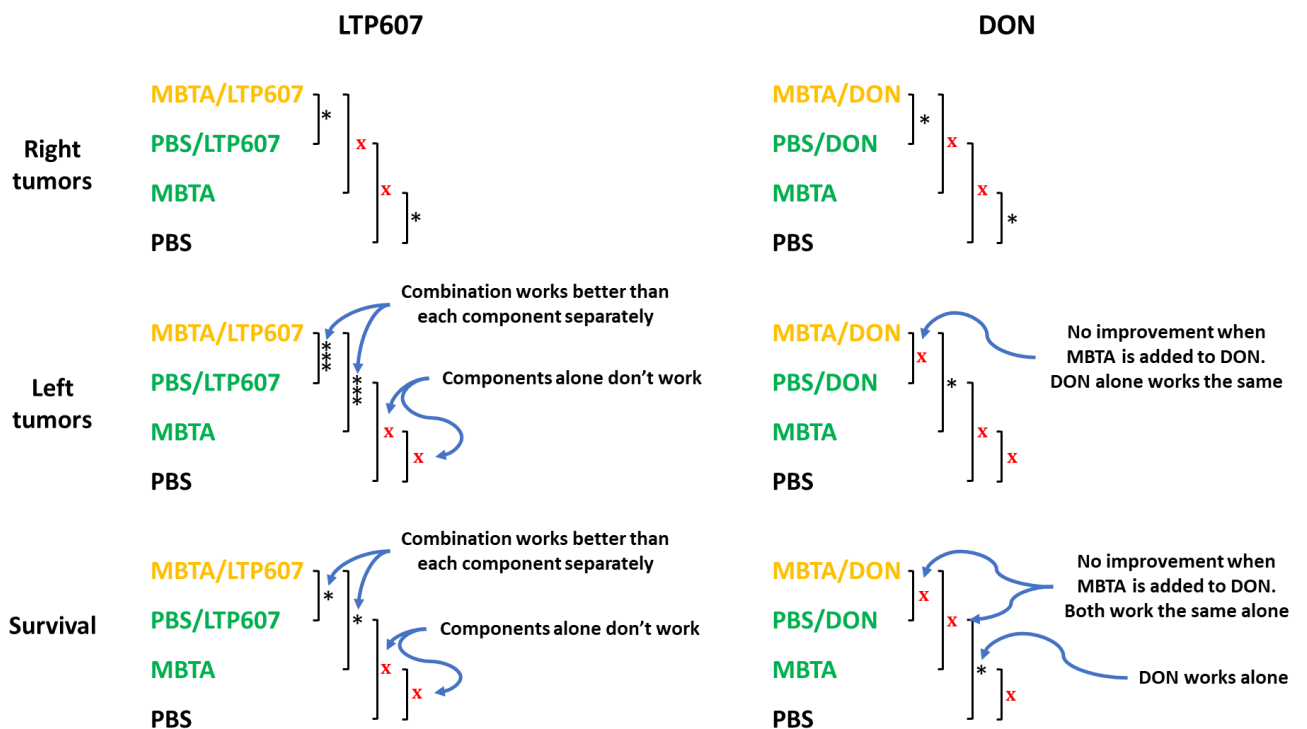 LTP607
DON
Right
tumors
MBTA/LTP607
*
PBS/LTP607
x
MBTA
x
*
PBS
MBTA/DON
*
PBS/DON
x
MBTA
x
*
PBS
Left
tumors
Combination works better than
each component separately
MBTA/LTP607
***
PBS/LTP607
***
Components alone don’t work
MBTA
x
x
PBS
MBTA/DON
x
PBS/DON
*
MBTA
x
x
PBS
No improvement when
MBTA is added to DON.
DON alone works the same
Survival
Combination works better than
each component separately
MBTA/LTP607
*
PBS/LTP607
*
Components alone don’t work
MBTA
x
x
PBS
MBTA/DON
x
PBS/DON
x
MBTA
*
x
PBS
No improvement when
MBTA is added to DON.
Both work the same alone
DON works alone